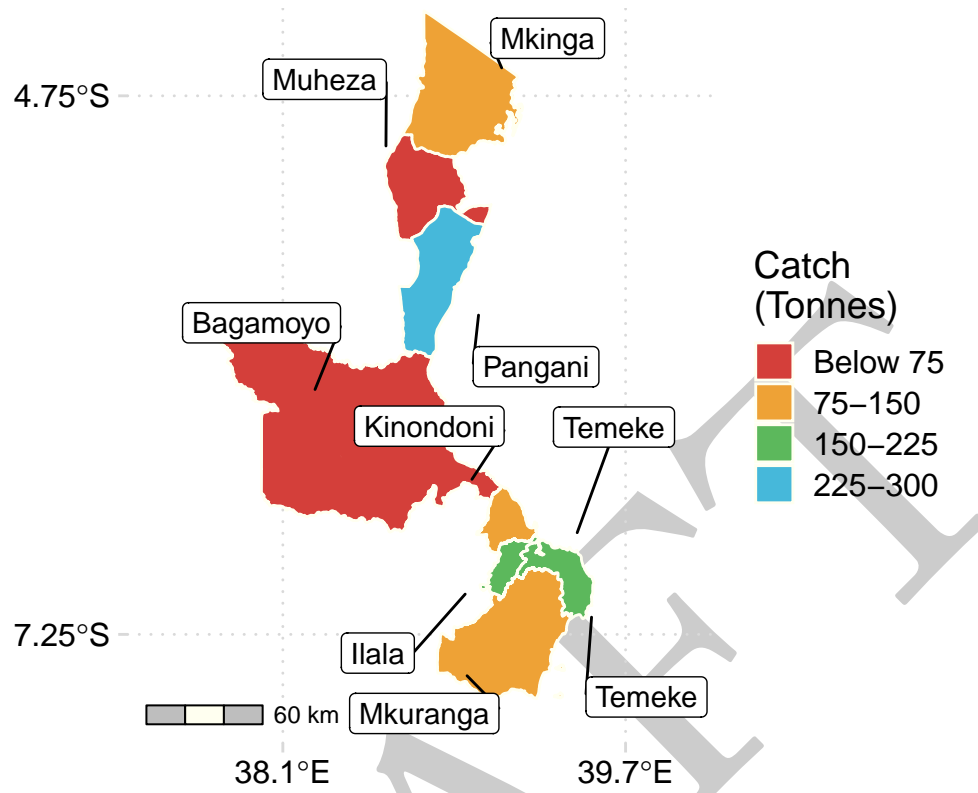 Mkinga
Muheza
4.75°S
Catch
(Tonnes)
Bagamoyo
Below 75
Pangani
75–150
Kinondoni
Temeke
150–225
225–300
7.25°S
Ilala
Temeke
60 km
Mkuranga
38.1°E
39.7°E
AFT